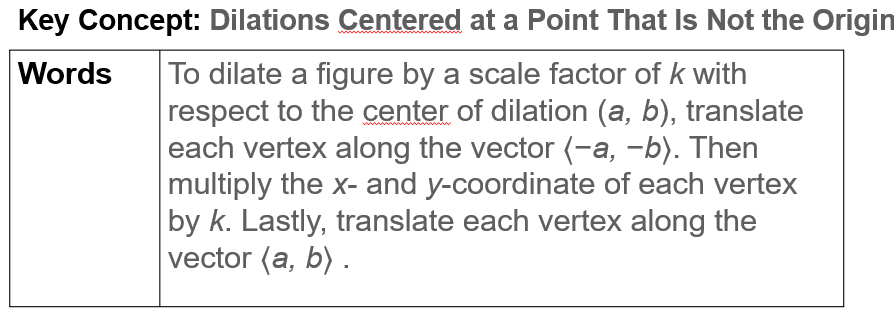 Key Concept: Dilations Centered at a Point That Is Not the Origin
Words
To dilate a figure by a scale factor of k with
respect to the center of dilation (a, b), translate
each vertex along the vector ⟨−a, −b⟩. Then
multiply the x- and y-coordinate of each vertex
by k. Lastly, translate each vertex along the
vector ⟨a, b⟩ .